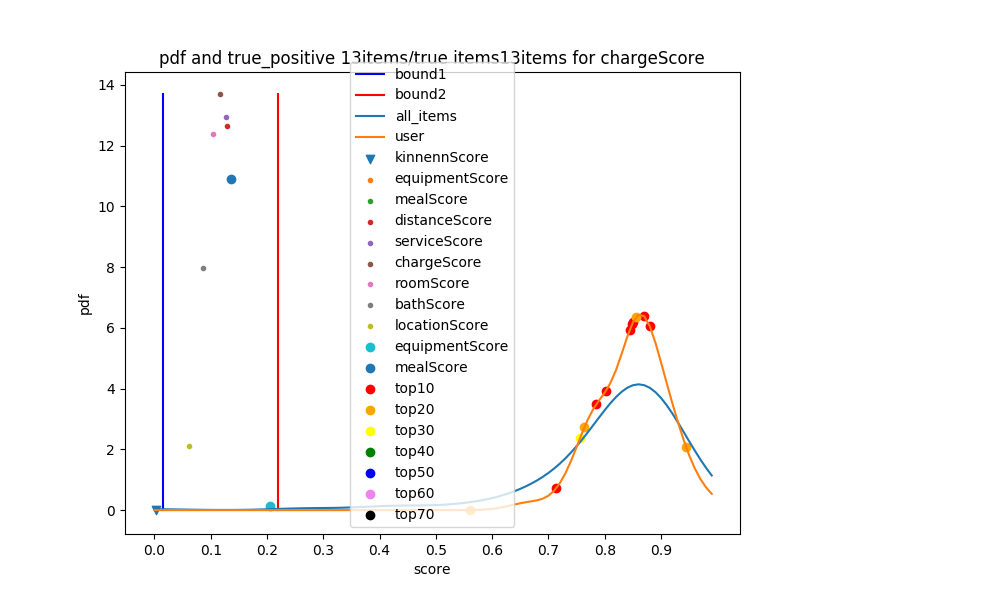 pdf and true_positive 13items/true items13items for chargeScore
bound1
bound2
all_items
user
kinnennScore
equipmentScore
mealScore
distanceScore
serviceScore
chargeScore
roomScore
bathScore
locationScore
equipmentScore
mealScore
top10
top20
top30
top40
top50
top60
top70
14
12
10
8
6
4
2
0
pdf
0.0 0.1 0.2 0.3 0.4 0.5 0.6 0.7 0.8 0.9
score